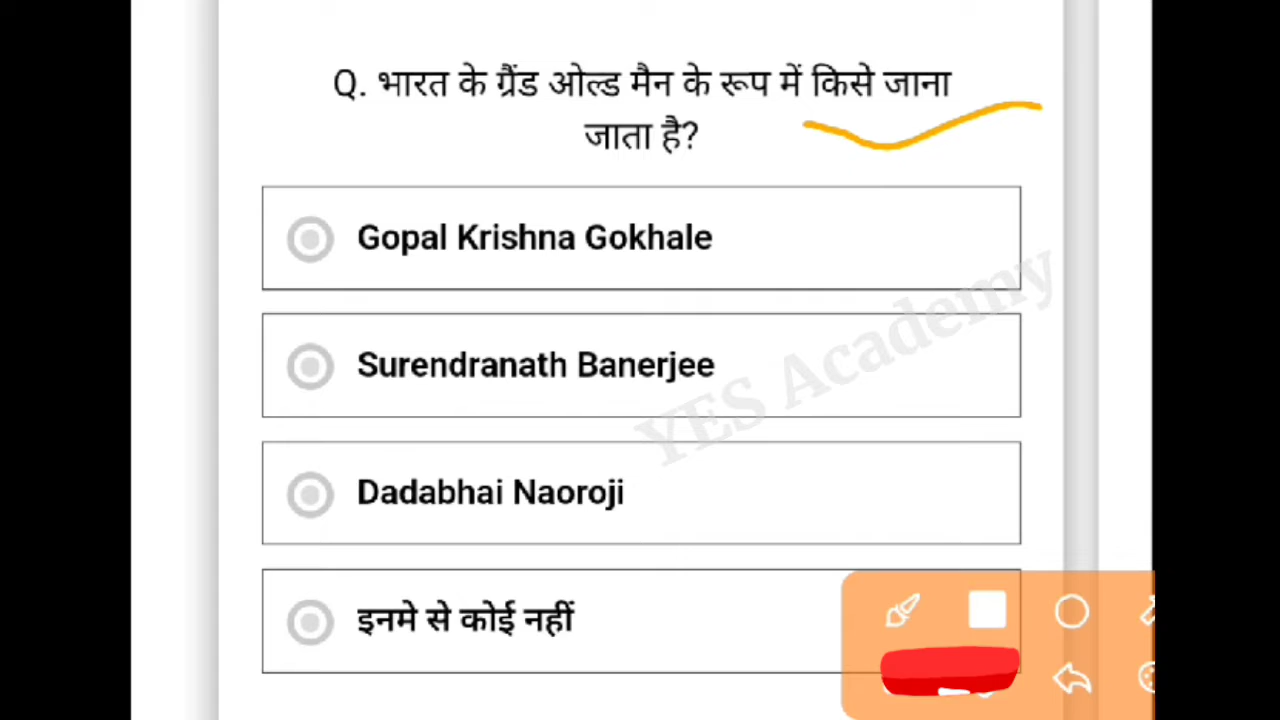 Q. भारत के ग्रैंड ओल्ड मैन के रूप में किसे जाना
जाता है?
Gopal Krishna Gokhale
Surendranath Banerjee
YES Academy
Dadabhai Naoroji
इनमे से कोई नहीं